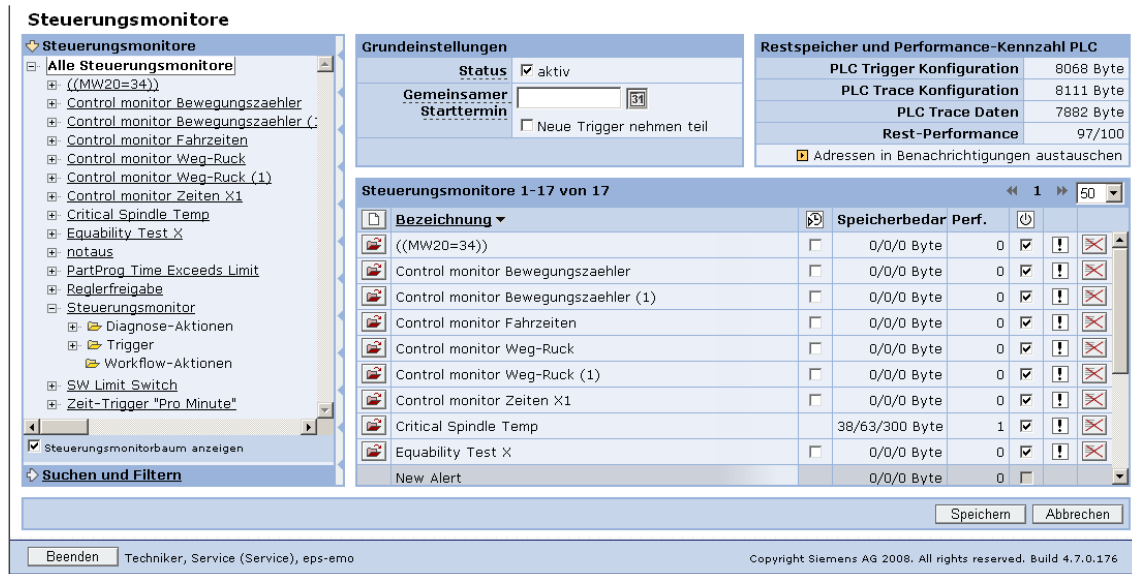 Steuerungsmonitore
Steuerungsmonitore
Alle Steuerungsmonitore
((MW20=34))
Control monitor Bewegungszaehler
Control monitor Bewegungszaehler (:
Control monitor Fahrzeiten
Control monitor Weg-Ruck
Control monitor Weg-Ruck (1)
Control monitor Zeiten X1
Critical Spindle Temp
Equability Test X
notaus
PartProg Time Exceeds Limit
Reglerfreigabe
Steuerungsmonitor
Diagnose-Aktionen
Trigger
Workflow-Aktionen
SW Limit Switch
Zeit-Trigger "Pro Minute"
Steuerungsmonitorbaum anzeigen
Suchen und Filtern
Grundeinstellungen
Status aktiv
Gemeinsamer Starttermin 31
Neue Trigger nehmen teil
Restspeicher und Performance-Kennzahl PLC
PLC Trigger Konfiguration 8068 Byte
PLC Trace Konfiguration 8111 Byte
PLC Trace Daten 7882 Byte
Rest-Performance 97/100
Adressen in Benachrichtigungen austauschen
Steuerungsmonitore 1-17 von 17 1 50
Bezeichnung Speicherbedar Perf.
((MW20=34)) 0/0/0 Byte 0 !
Control monitor Bewegungszaehler 0/0/0 Byte 0 !
Control monitor Bewegungszaehler (1) 0/0/0 Byte 0 !
Control monitor Fahrzeiten 0/0/0 Byte 0 !
Control monitor Weg-Ruck 0/0/0 Byte 0 !
Control monitor Weg-Ruck (1) 0/0/0 Byte 0 !
Control monitor Zeiten X1 0/0/0 Byte 0 !
Critical Spindle Temp 38/63/300 Byte 1 !
Equability Test X 0/0/0 Byte 0 !
New Alert 0/0/0 Byte 0
Speichern Abbrechen
Beenden Techniker, Service (Service), eps-emo Copyright Siemens AG 2008. All rights reserved. Build 4.7.0.176